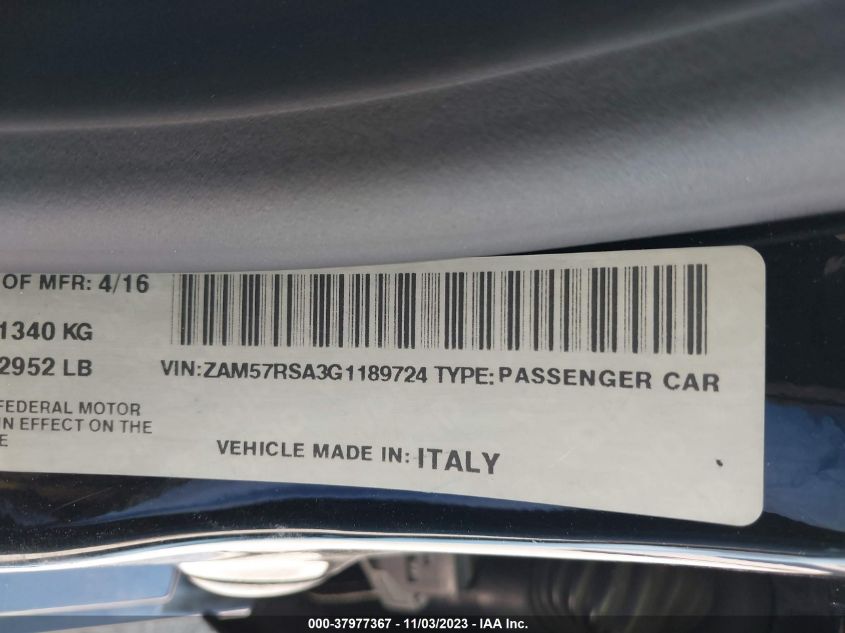 OF MFR: 4/16
1340 KG
2952 LB
VIN:ZAM57RSA3G1189724 TYPE: PASSENGER CAR
FEDERAL MOTOR
IN EFFECT ON THE
VEHICLE MADE IN: ITALY
000-37977367 - 11/03/2023 - IAA Inc.